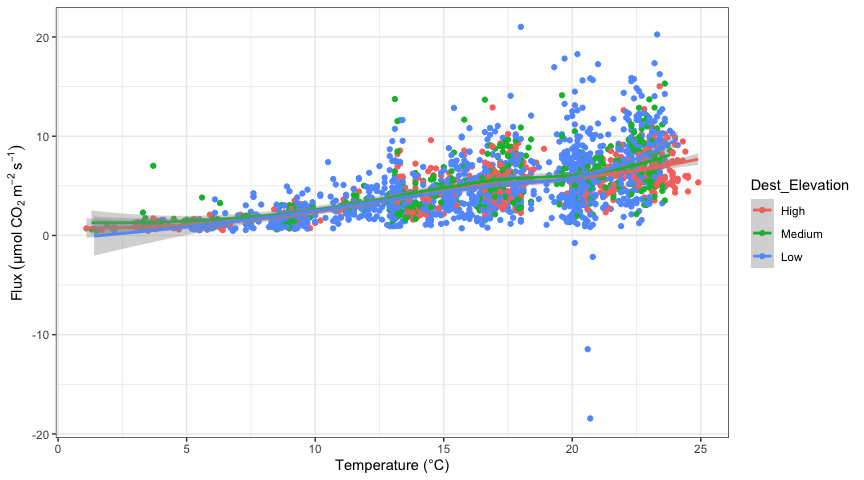 20
10
0
-10
-20
Flux (μmol CO₂ m⁻² s⁻¹)
0 5 10 15 20 25
Temperature (°C)
Dest_Elevation
High
Medium
Low